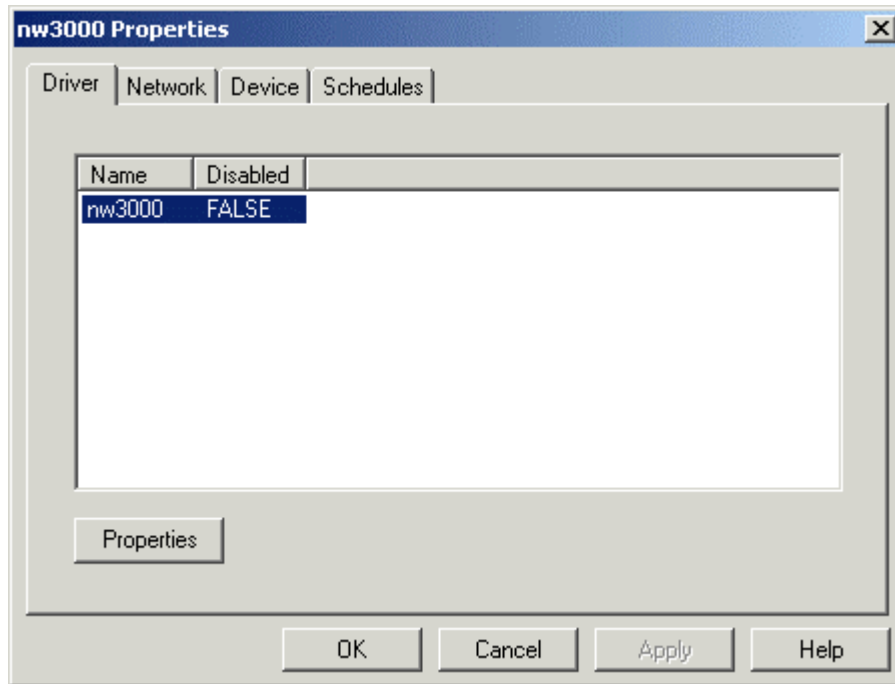 nw3000 Properties
Driver Network Device Schedules
Name Disabled
nw3000 FALSE
Properties
OK Cancel Apply Help